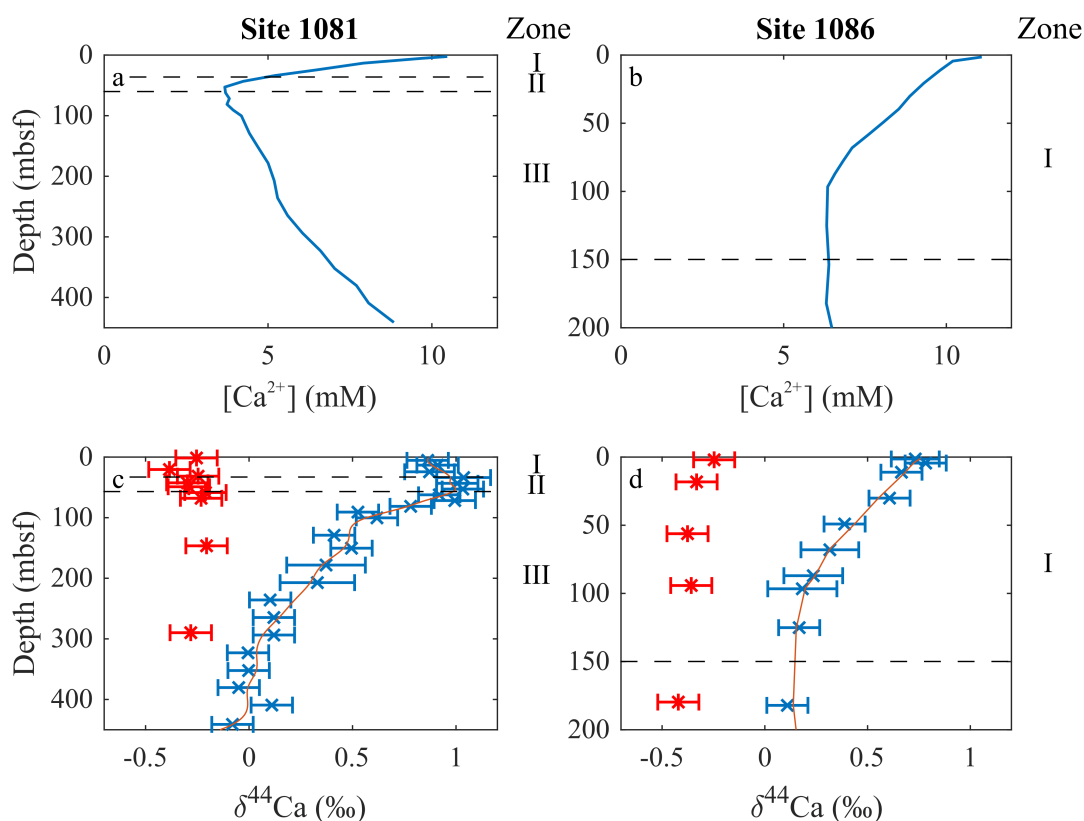 Site 1081 Zone Site 1086 Zone
0
100
200
300
400
Depth (mbsf)
a
I
II
III
0 5 10
[Ca²⁺] (mM)
0
50
100
150
200
b
I
0 5 10
[Ca²⁺] (mM)
0
100
200
300
400
Depth (mbsf)
c
I
II
III
-0.5 0 0.5 1
δ⁴⁴Ca (‰)
0
50
100
150
200
d
I
-0.5 0 0.5 1
δ⁴⁴Ca (‰)